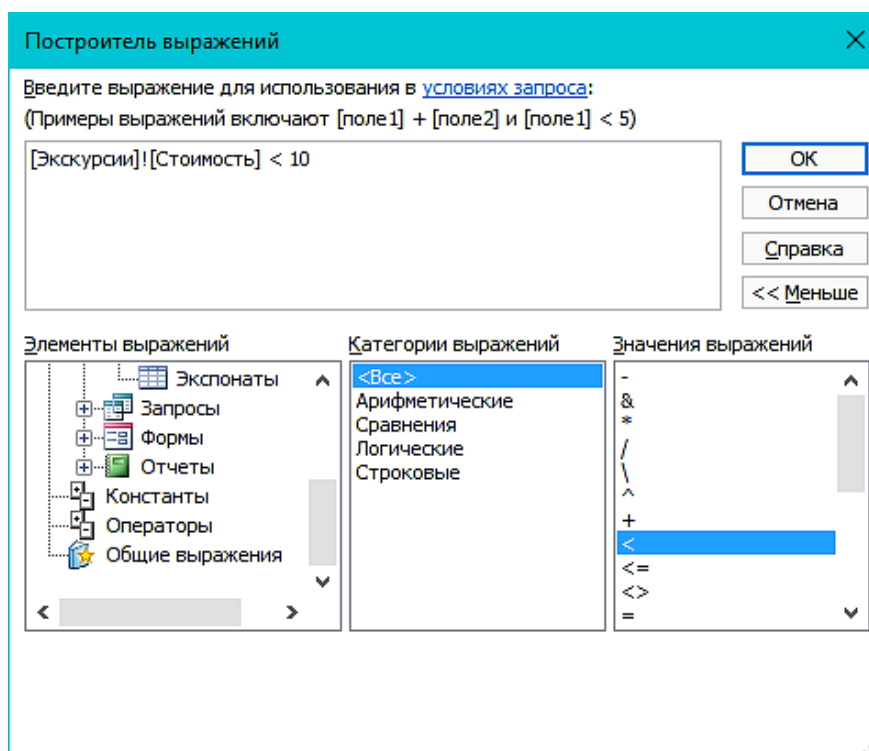 Построитель выражений
Введите выражение для использования в условиях запроса:
(Примеры выражений включают [поле1] + [поле2] и [поле1] < 5)
[Экскурсии]![Стоимость] < 10
ОК
Отмена
Справка
<< Меньше
Элементы выражений
Экспонаты
Запросы
Формы
Отчеты
Константы
Операторы
Общие выражения
Категории выражений
<Все>
Арифметические
Сравнения
Логические
Строковые
Значения выражений
-
&
*
/
\
^
+
<
<=
<>
=